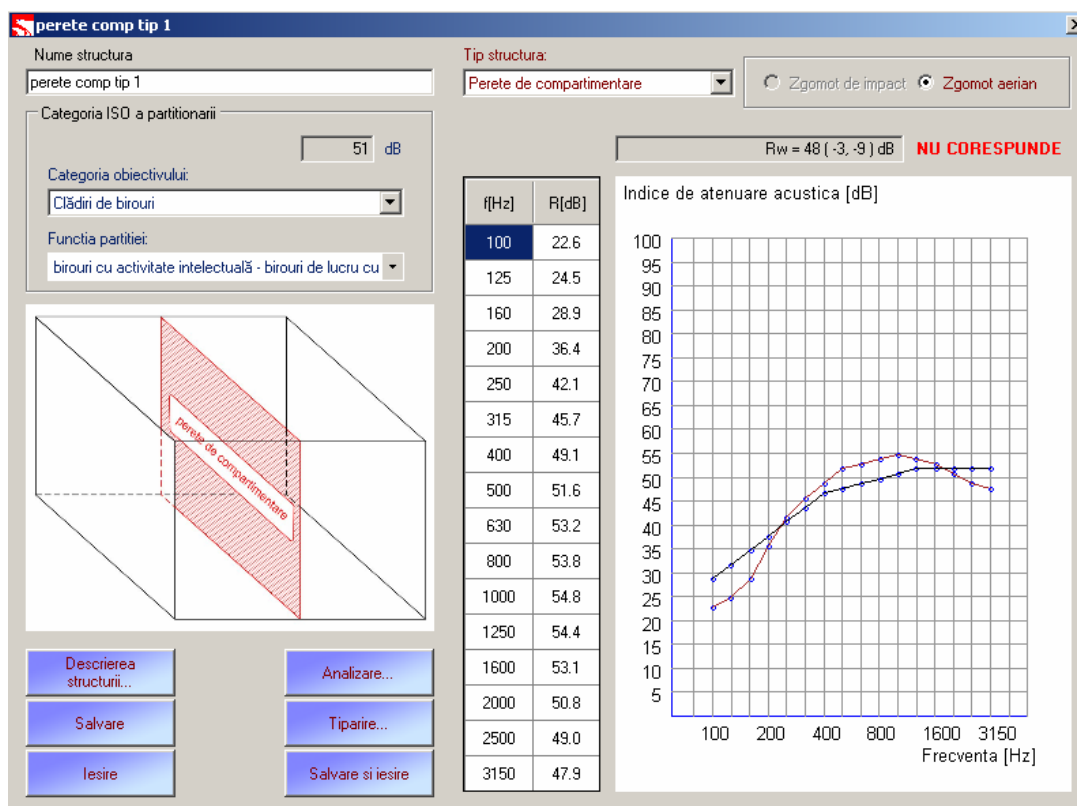 perete comp tip 1
Nume structura
perete comp tip 1
Tip structura:
Perete de compartimentare
Zgomot de impact
Zgomot aerian
Categoria ISO a partitionarii
51 dB
Categoria obiectivului:
Clădiri de birouri
Functia partitiei:
birouri cu activitate intelectuală - birouri de lucru cu
Rw = 48 ( -3, -9 ) dB
NU CORESPUNDE
perete de compartimentare
f[Hz] R[dB]
100 22.6
125 24.5
160 28.9
200 36.4
250 42.1
315 45.7
400 49.1
500 51.6
630 53.2
800 53.8
1000 54.8
1250 54.4
1600 53.1
2000 50.8
2500 49.0
3150 47.9
Indice de atenuare acustica [dB]
100
95
90
85
80
75
70
65
60
55
50
45
40
35
30
25
20
15
10
5
100 200 400 800 1600 3150
Frecventa [Hz]
Descrierea
structurii...
Analizare...
Salvare
Tiparire...
Iesire
Salvare si iesire